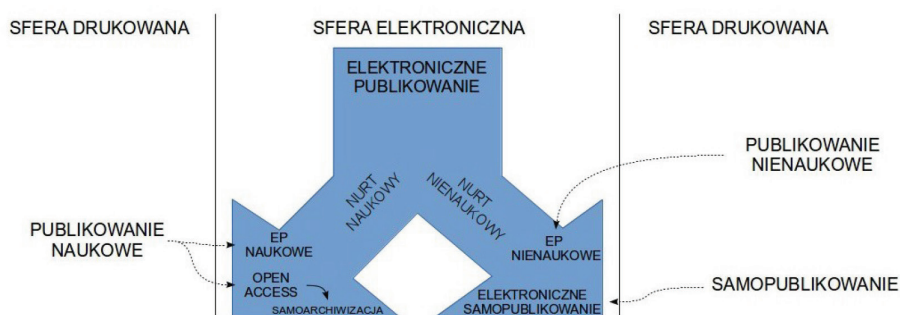 SFERA DRUKOWANA
SFERA ELEKTRONICZNA
SFERA DRUKOWANA
ELEKTRONICZNE
PUBLIKOWANIE
PUBLIKOWANIE
NIENAUKOWE
NURT
NAUKOWY
NURT
NIENAUKOWY
PUBLIKOWANIE
NAUKOWE
EP
NAUKOWE
EP
NIENAUKOWE
OPEN
ACCESS
SAMOARCHIWIZACJA
ELEKTRONICZNE
SAMOPUBLIKOWANIE
SAMOPUBLIKOWANIE